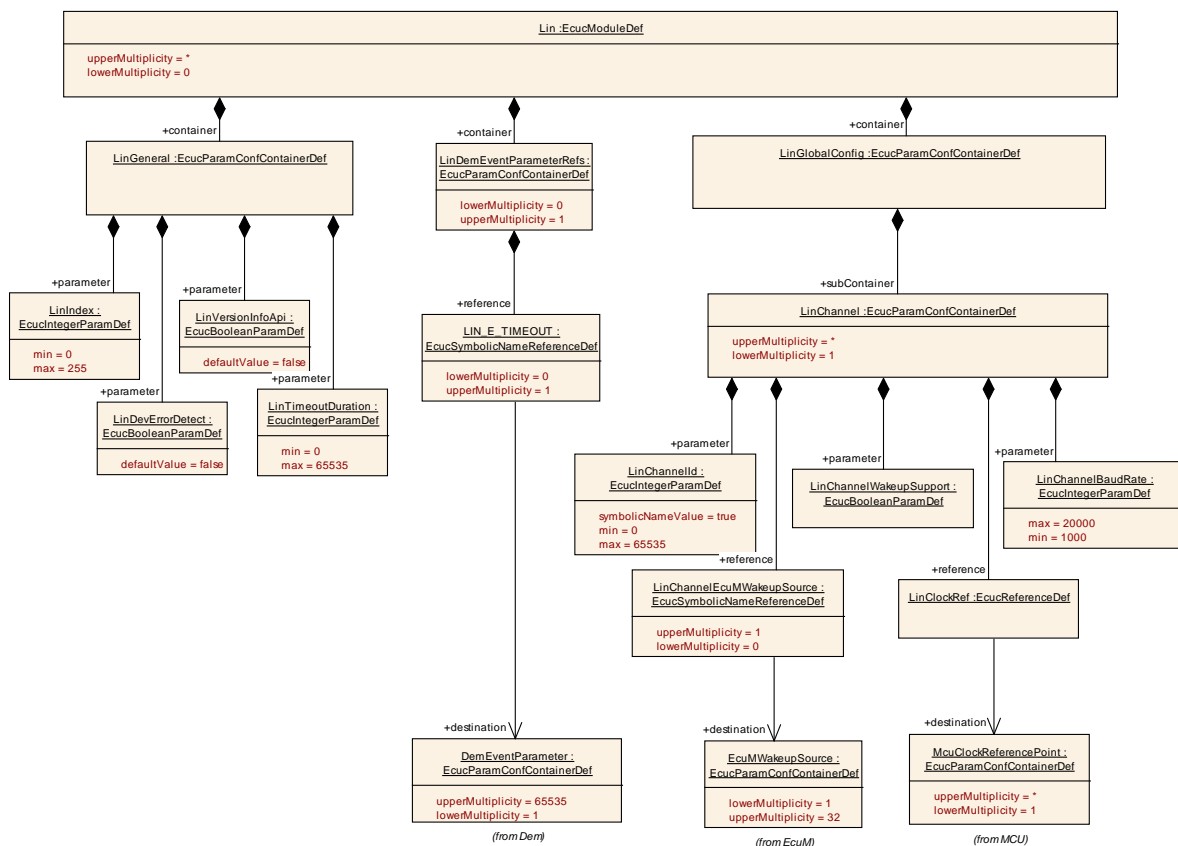 Lin :EcucModuleDef
upperMultiplicity = *
lowerMultiplicity = 0
+container
LinGeneral :EcucParamConfContainerDef
+container
LinDemEventParameterRefs :
EcucParamConfContainerDef
lowerMultiplicity = 0
upperMultiplicity = 1
+container
LinGlobalConfig :EcucParamConfContainerDef
+parameter
LinIndex :
EcucIntegerParamDef
min = 0
max = 255
+parameter
LinVersionInfoApi :
EcucBooleanParamDef
defaultValue = false
+parameter
LinDevErrorDetect :
EcucBooleanParamDef
defaultValue = false
+parameter
LinTimeoutDuration :
EcucIntegerParamDef
min = 0
max = 65535
+reference
LIN_E_TIMEOUT :
EcucSymbolicNameReferenceDef
lowerMultiplicity = 0
upperMultiplicity = 1
+subContainer
LinChannel :EcucParamConfContainerDef
upperMultiplicity = *
lowerMultiplicity = 1
+parameter
LinChannelId :
EcucIntegerParamDef
symbolicNameValue = true
min = 0
max = 65535
+parameter
LinChannelWakeupSupport :
EcucBooleanParamDef
+parameter
LinChannelBaudRate :
EcucIntegerParamDef
max = 20000
min = 1000
+reference
LinChannelEcuMWakeupSource :
EcucSymbolicNameReferenceDef
upperMultiplicity = 1
lowerMultiplicity = 0
+reference
LinClockRef :EcucReferenceDef
+destination
DemEventParameter :
EcucParamConfContainerDef
upperMultiplicity = 65535
lowerMultiplicity = 1
(from Dem)
+destination
EcuMWakeupSource :
EcucParamConfContainerDef
lowerMultiplicity = 1
upperMultiplicity = 32
(from EcuM)
+destination
McuClockReferencePoint :
EcucParamConfContainerDef
upperMultiplicity = *
lowerMultiplicity = 1
(from MCU)